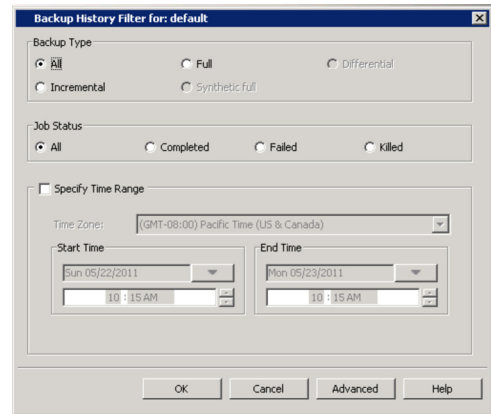 Backup History Filter for: default
Backup Type
All
Full
Differential
Incremental
Synthetic full
Job Status
All
Completed
Failed
Killed
Specify Time Range
Time Zone:
(GMT-08:00) Pacific Time (US & Canada)
Start Time
End Time
Sun 05/22/2011
Mon 05/23/2011
10 : 15 AM
10 : 15 AM
OK
Cancel
Advanced
Help